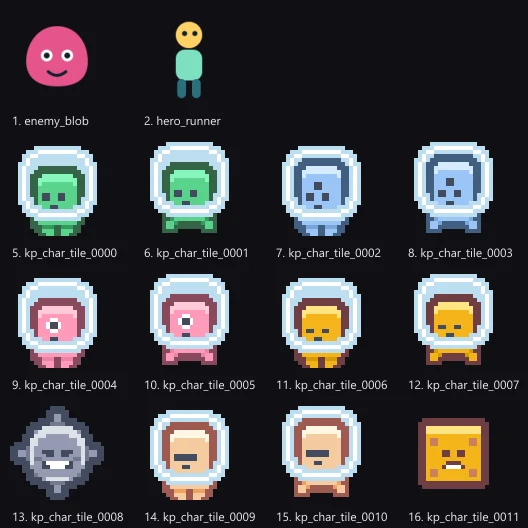 1. enemy_blob
2. hero_runner
5. kp_char_tile_0000
6. kp_char_tile_0001
7. kp_char_tile_0002
8. kp_char_tile_0003
9. kp_char_tile_0004
10. kp_char_tile_0005
11. kp_char_tile_0006
12. kp_char_tile_0007
13. kp_char_tile_0008
14. kp_char_tile_0009
15. kp_char_tile_0010
16. kp_char_tile_0011